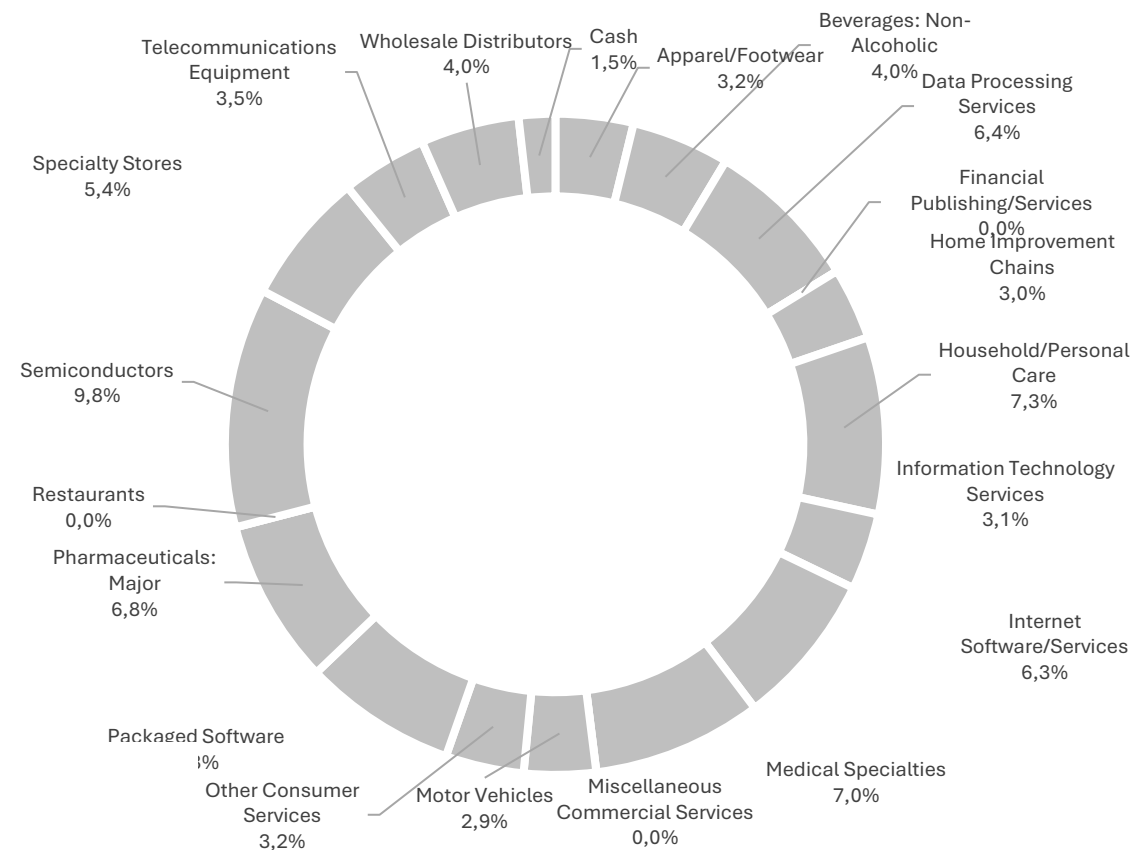 Beverages: Non-
Alcoholic
4,0%
Cash
1,5%
Apparel/Footwear
3,2%
Wholesale Distributors
4,0%
Telecommunications
Equipment
3,5%
Data Processing
Services
6,4%
Specialty Stores
5,4%
Financial
Publishing/Services
0,0%
Home Improvement
Chains
3,0%
Household/Personal
Care
7,3%
Semiconductors
9,8%
Information Technology
Services
3,1%
Restaurants
0,0%
Pharmaceuticals:
Major
6,8%
Internet
Software/Services
6,3%
Packaged Software
Medical Specialties
7,0%
Other Consumer
Services
3,2%
Motor Vehicles
2,9%
Miscellaneous
Commercial Services
0,0%